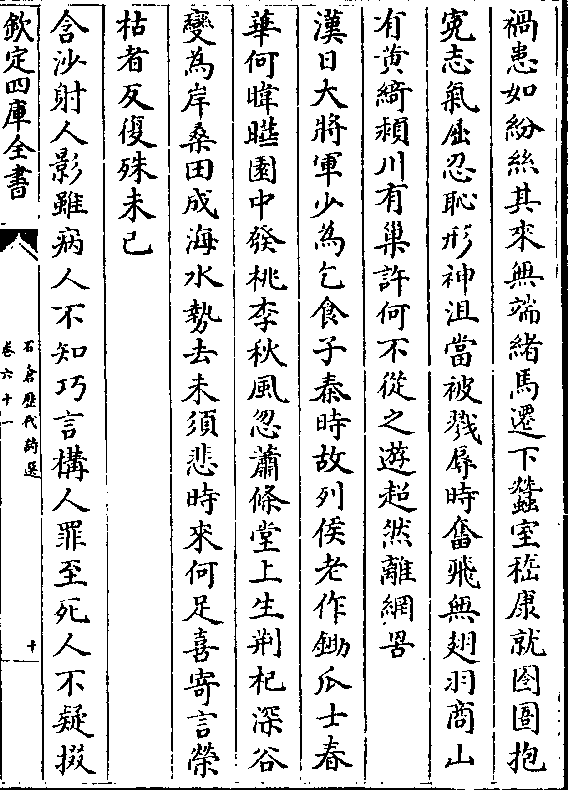 禍患如紛絲其來無端緒馬遷下蠶室嵇康就囹圄抱
寃志氣屈忍恥形神沮當被戮辱時奮飛無翅羽商山
有黄綺潁川有巢許何不從之遊超然離網罟
漢日大將軍少為乞食子秦時故列侯老作鋤瓜士春
華何暐曄園中發桃李秋風忽蕭條堂上生荆杞深谷
變為岸桑田成海水勢去未須悲時來何足喜寄言榮
枯者反復殊未已
含沙射人影雖病人不知巧言構人罪至死人不疑掇
欽定四庫全書
石倉歴代詩選
卷六十一
十